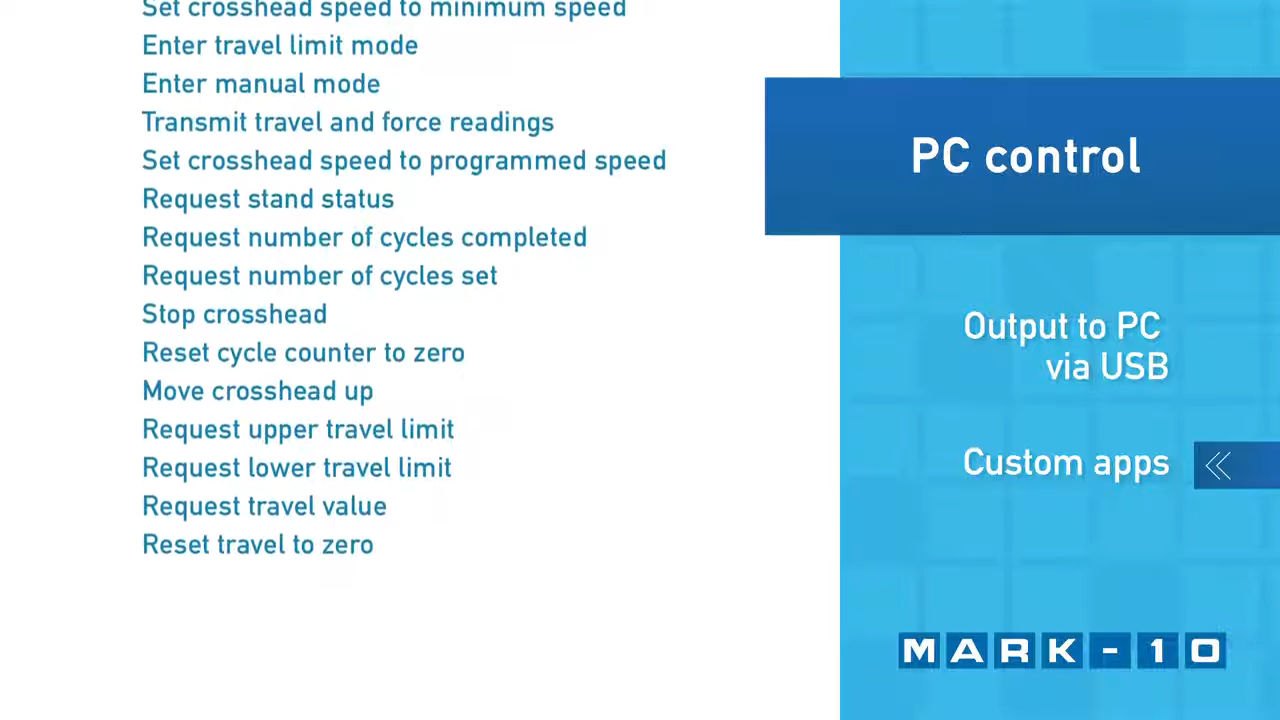 Set crosshead speed to minimum speed
Enter travel limit mode
Enter manual mode
Transmit travel and force readings
Set crosshead speed to programmed speed
Request stand status
Request number of cycles completed
Request number of cycles set
Stop crosshead
Reset cycle counter to zero
Move crosshead up
Request upper travel limit
Request lower travel limit
Request travel value
Reset travel to zero
PC control
Output to PC
via USB
Custom apps
MARK-10